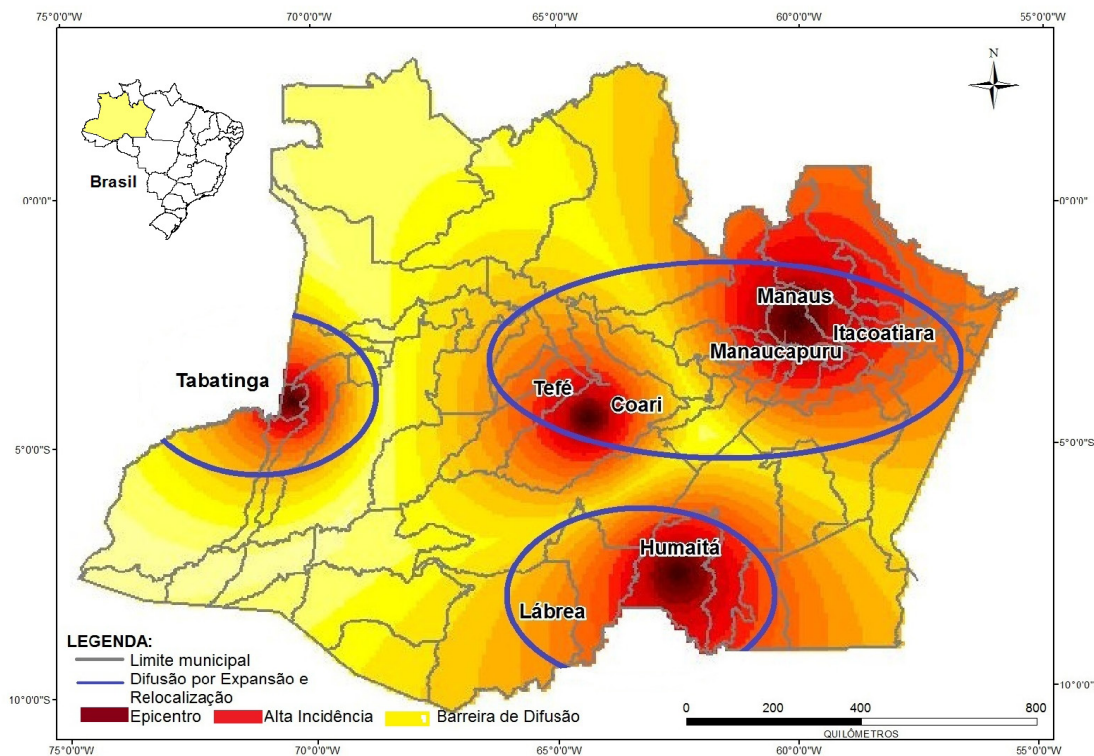 75°0'0"W 70°0'0"W 65°0'0"W 60°0'0"W 55°0'0"W
N
Brasil
0°0'0" 0°0'0"
Manaus
Itacoatiara
Manaucapuru
Tabatinga
Tefé
Coari
5°0'0"S 5°0'0"S
Humaitá
Lábrea
LEGENDA:
Limite municipal
Difusão por Expansão e
Relocalização
Epicentro Alta Incidência Barreira de Difusão
10°0'0"S 10°0'0"S
0 200 400 800
QUILÔMETROS
75°0'0"W 70°0'0"W 65°0'0"W 60°0'0"W 55°0'0"W